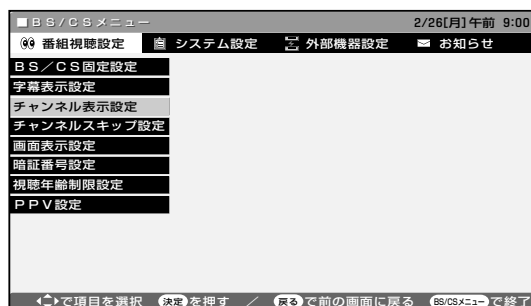 ■BS/CSメニュー 2/26[月]午前 9:00
番組視聴設定 システム設定 外部機器設定 お知らせ
BS/CS固定設定
字幕表示設定
チャンネル表示設定
チャンネルスキップ設定
画面表示設定
暗証番号設定
視聴年齢制限設定
PPV設定
で項目を選択 決定を押す / 戻るで前の画面に戻る BS/CSメニューで終了